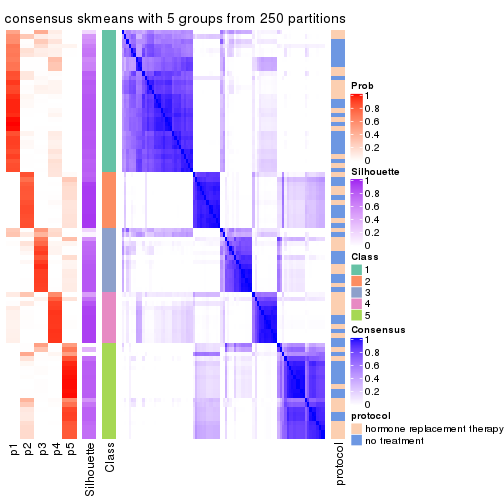 consensus skmeans with 5 groups from 250 partitions
Prob
1
0.8
0.6
0.4
0.2
0
Silhouette
1
0.8
0.6
0.4
0.2
0
Class
1
2
3
4
5
Consensus
1
0.8
0.6
0.4
0.2
0
protocol
hormone replacement therapy
no treatment
p1
p2
p3
p4
p5
Silhouette
Class
protocol